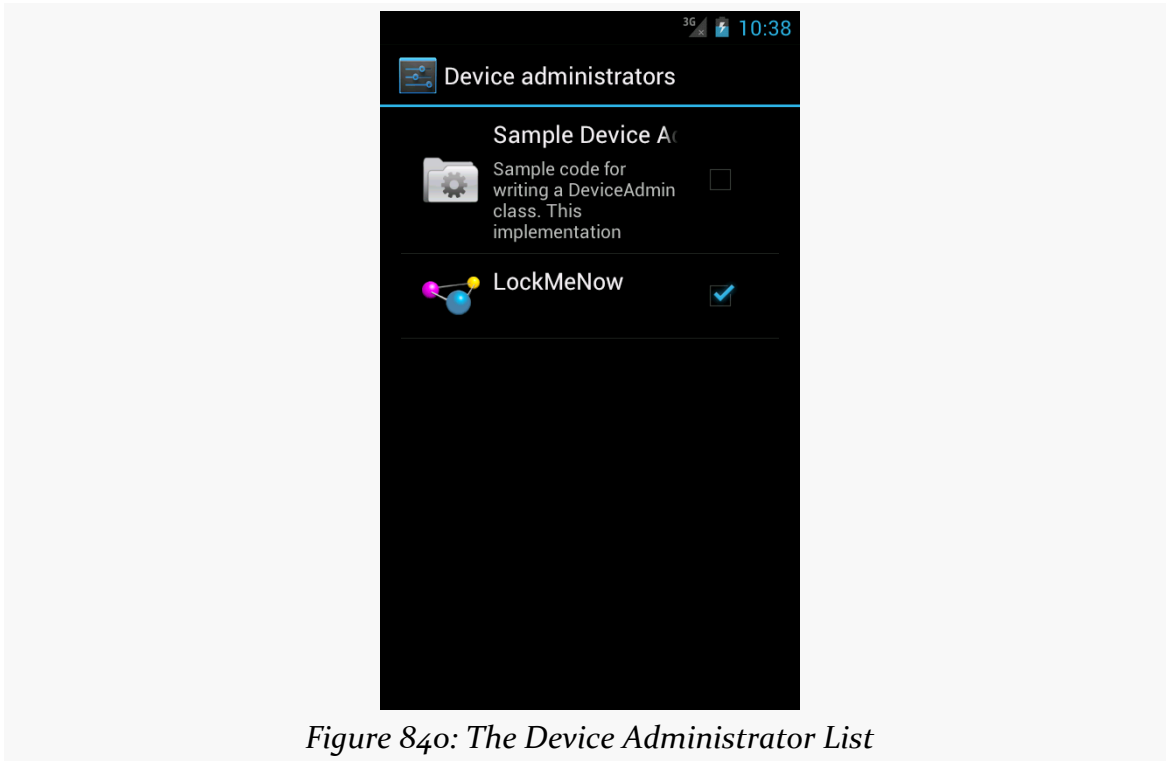 3G 10:38
Device administrators
Sample Device Ad
Sample code for
writing a DeviceAdmin
class. This
implementation
LockMeNow
Figure 840: The Device Administrator List